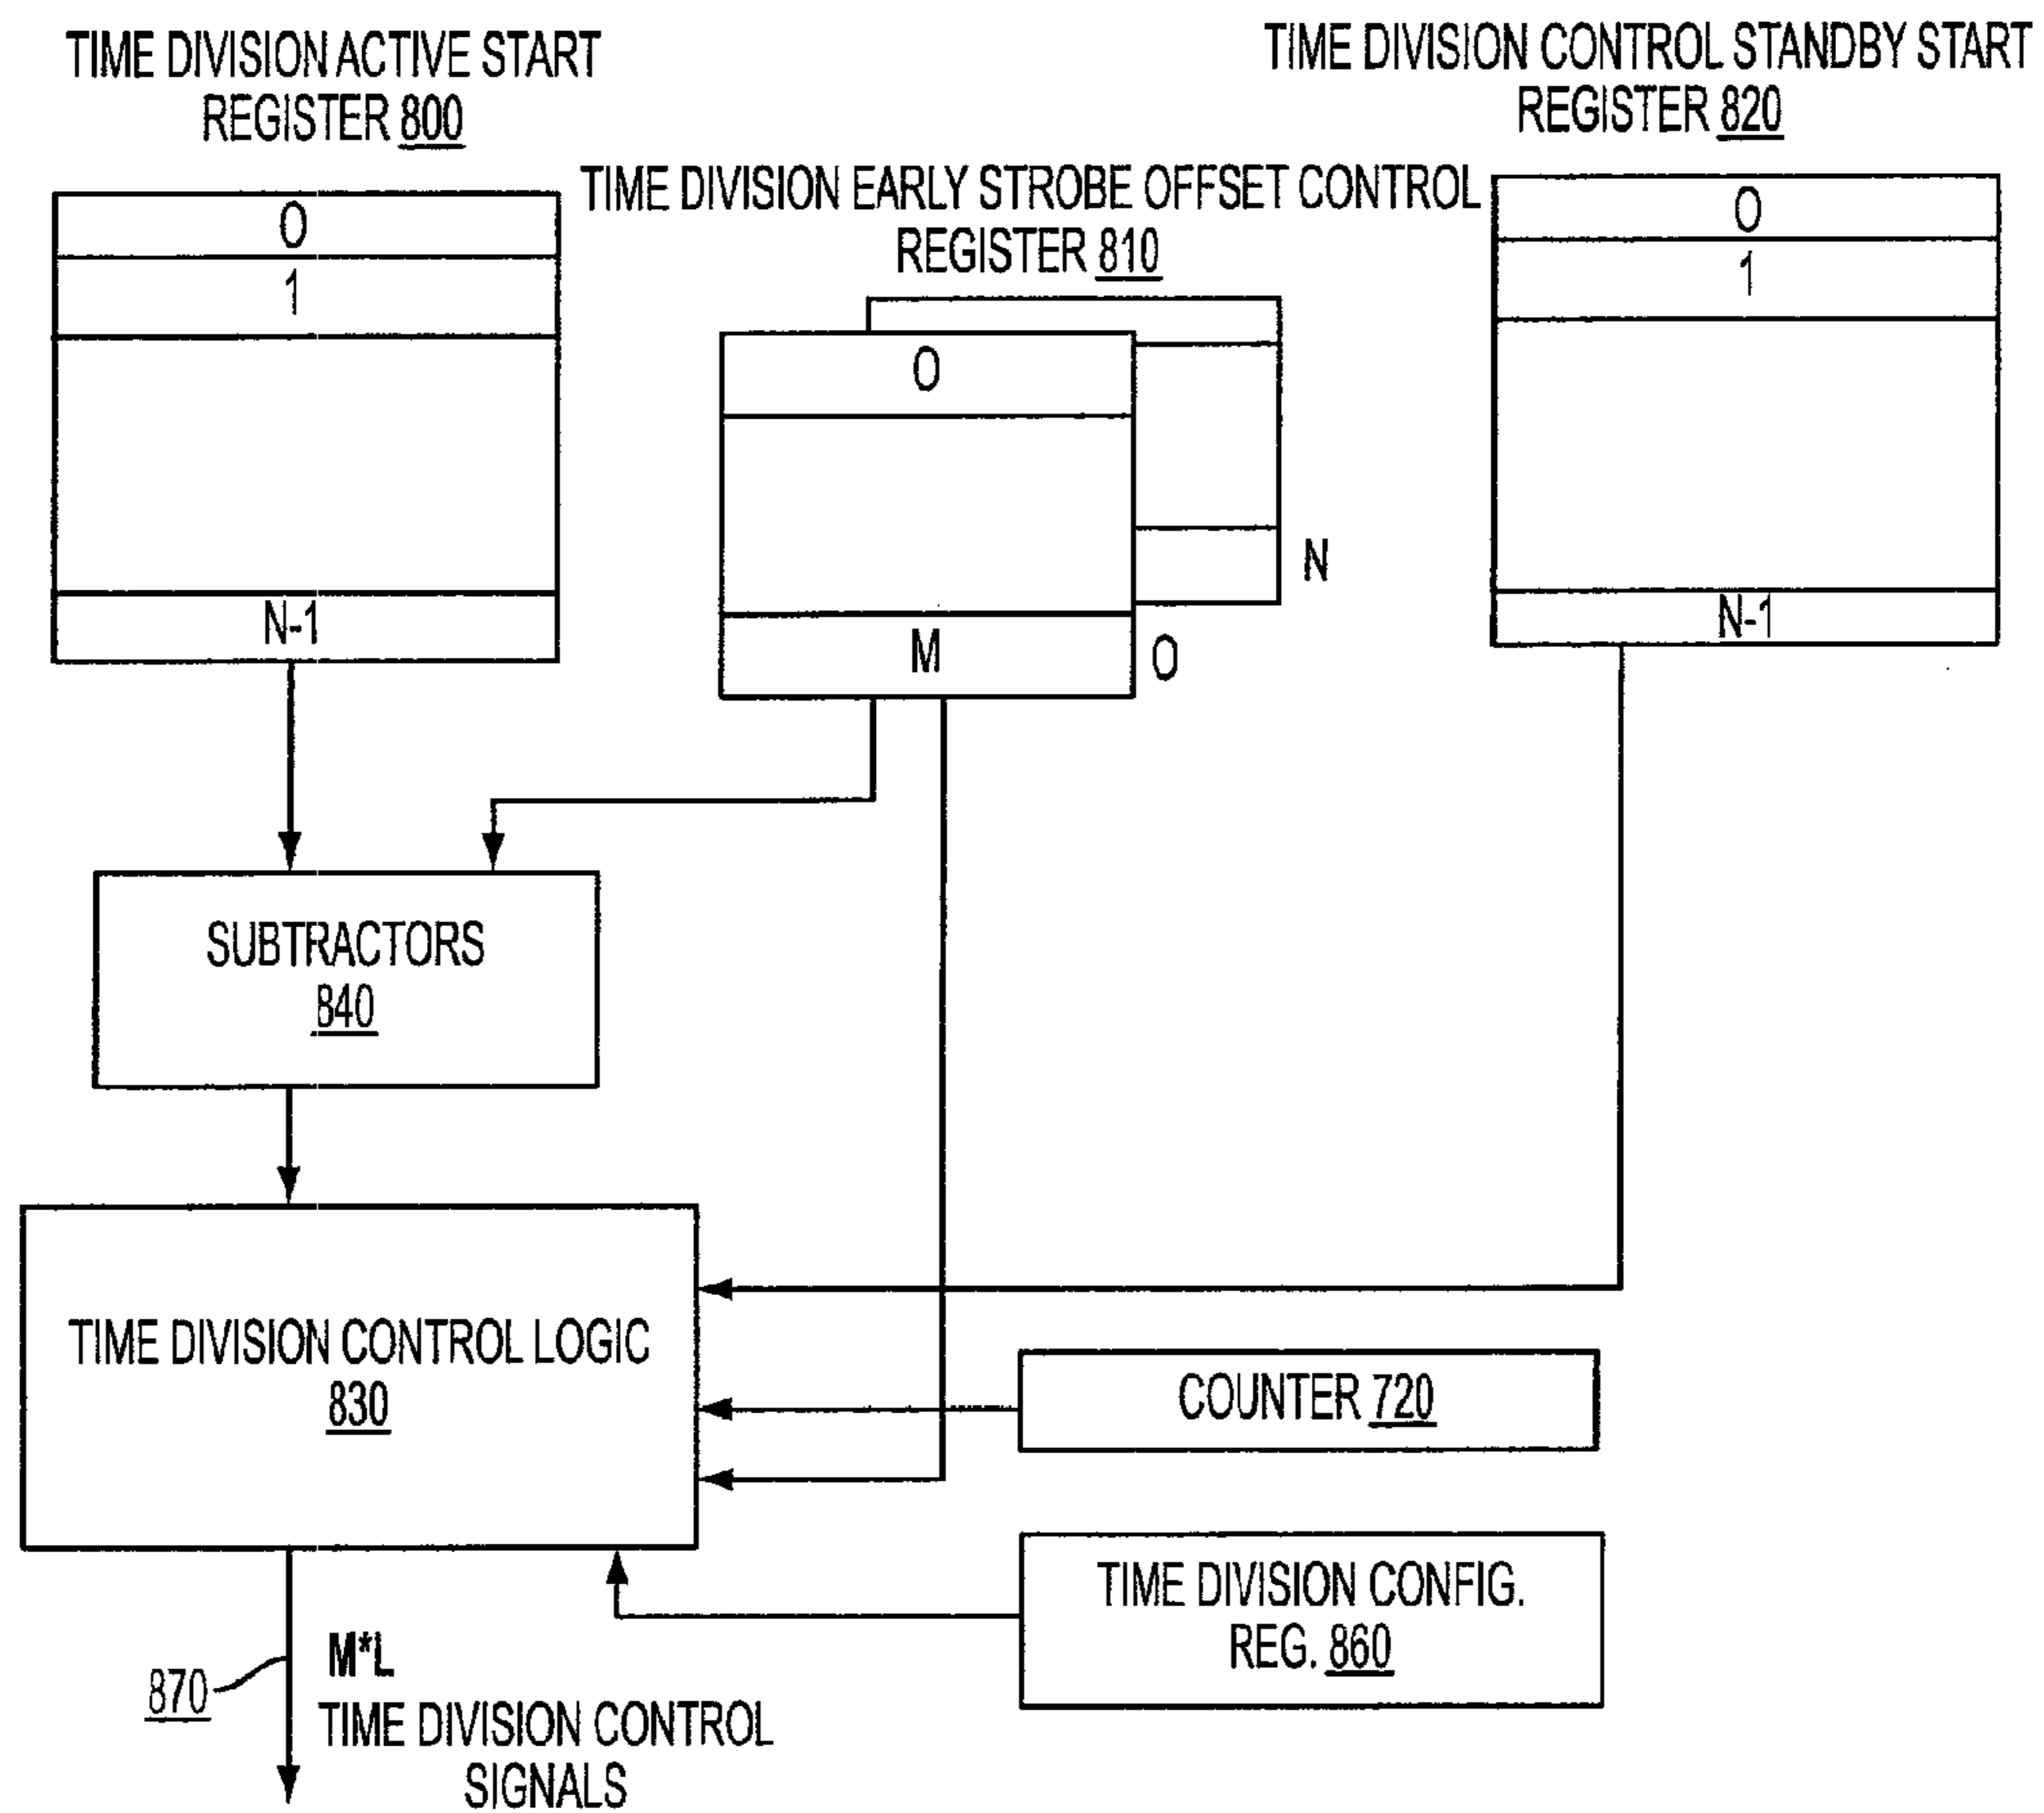 TIME DIVISION ACTIVE START
REGISTER 800
TIME DIVISION CONTROL STANDBY START
REGISTER 820
TIME DIVISION EARLY STROBE OFFSET CONTROL
REGISTER 810
O
1
N-1
O
M
N
O
O
1
N-1
SUBTRACTORS
840
TIME DIVISION CONTROL LOGIC
830
COUNTER 720
TIME DIVISION CONFIG.
REG. 860
870
M*L
TIME DIVISION CONTROL
SIGNALS